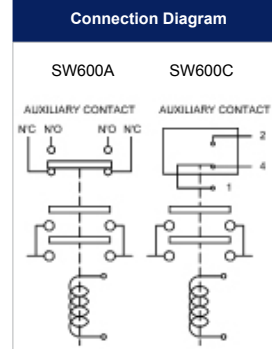 Connection Diagram
SW600A SW600C
AUXILIARY CONTACT AUXILIARY CONTACT
N'C N'O N'O N'C
2
4
1